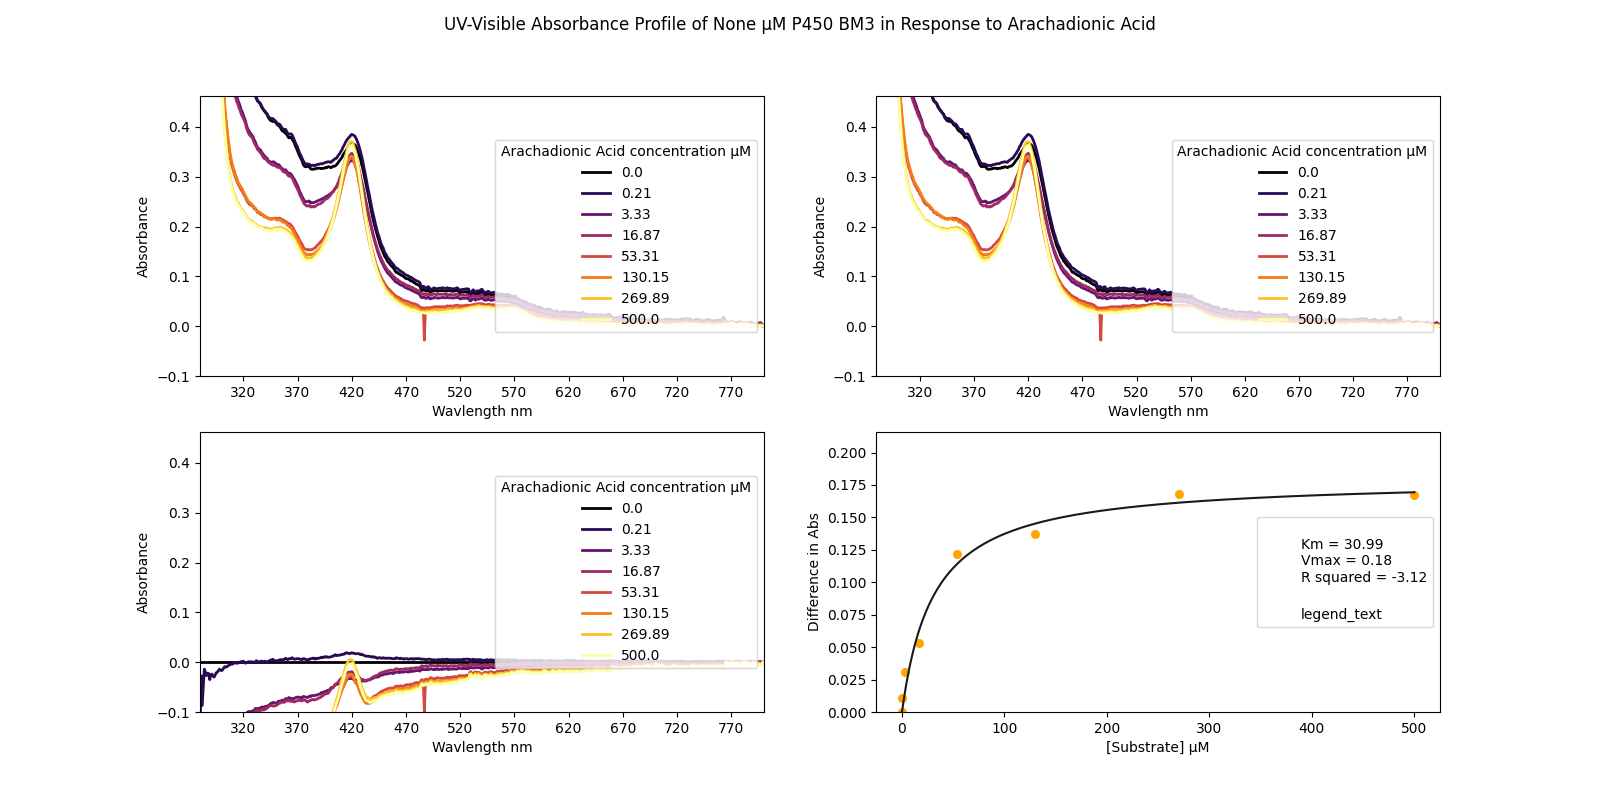 UV-Visible Absorbance Profile of None µM P450 BM3 in Response to Arachadionic Acid
Absorbance
0.4
0.3
0.2
0.1
0.0
−0.1
320 370 420 470 520 570 620 670 720 770
Wavlength nm
Arachadionic Acid concentration µM
0.0
0.21
3.33
16.87
53.31
130.15
269.89
500.0
Absorbance
0.4
0.3
0.2
0.1
0.0
−0.1
320 370 420 470 520 570 620 670 720 770
Wavlength nm
Arachadionic Acid concentration µM
0.0
0.21
3.33
16.87
53.31
130.15
269.89
500.0
Absorbance
0.4
0.3
0.2
0.1
0.0
−0.1
320 370 420 470 520 570 620 670 720 770
Wavlength nm
Arachadionic Acid concentration µM
0.0
0.21
3.33
16.87
53.31
130.15
269.89
500.0
Difference in Abs
0.200
0.175
0.150
0.125
0.100
0.075
0.050
0.025
0.000
0 100 200 300 400 500
[Substrate] µM
Km = 30.99
Vmax = 0.18
R squared = -3.12
legend_text